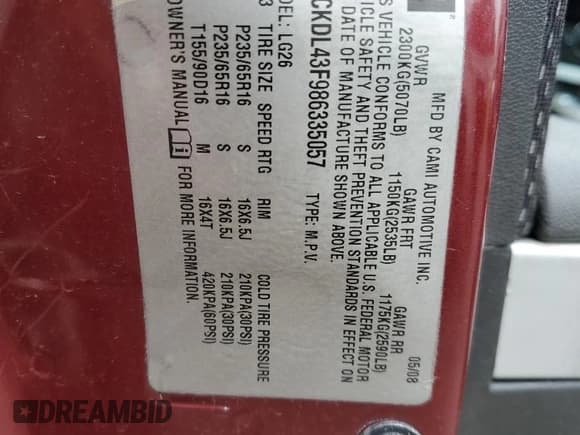 MFD BY CAMI AUTOMOTIVE INC. 05/08
GVWR GAWR FRT GAWR RR
2300KG(5070LB) 1150KG(2535LB) 1175KG(2590LB)
S VEHICLE CONFORMS TO ALL APPLICABLE U.S. FEDERAL MOTOR
ICLE SAFETY AND THEFT PREVENTION STANDARDS IN EFFECT ON
DATE OF MANUFACTURE SHOWN ABOVE.
CKDL43F986335057 TYPE: M.P.V.
DEL: LG26
TIRE SIZE SPEED RTG RIM COLD TIRE PRESSURE
P235/65R16 S 16X6.5J 210KPA(30PSI)
P235/65R16 S 16X6.5J 210KPA(30PSI)
T155/90D16 M 16X4T 420KPA(60PSI)
OWNER'S MANUAL i FOR MORE INFORMATION.
DREAMBID